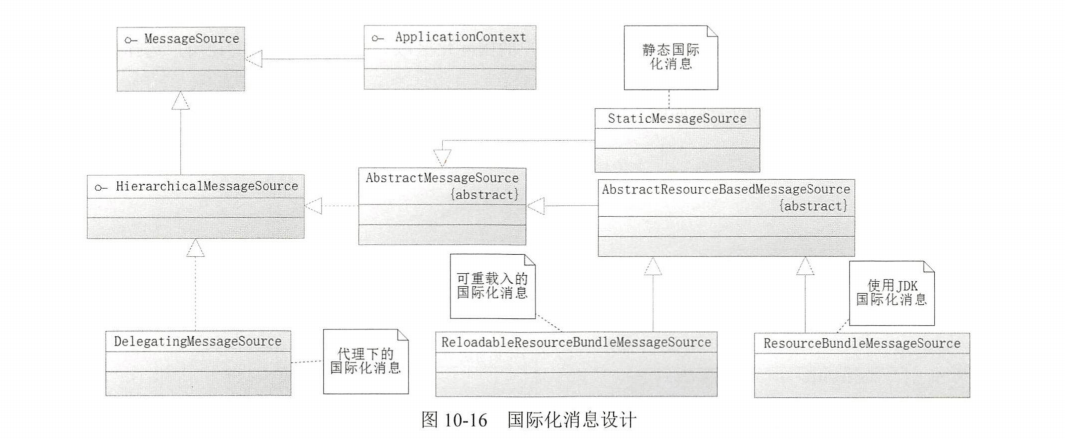 MessageSource
ApplicationContext
静态国际
化消息
StaticMessageSource
HierarchicalMessageSource
AbstractMessageSource
{abstract}
AbstractResourceBasedMessageSource
{abstract}
可重载入的
国际化消息
使用JDK
国际化消息
DelegatingMessageSource
代理下的
国际化消息
ReloadableResourceBundleMessageSource
ResourceBundleMessageSource
图 10-16 国际化消息设计